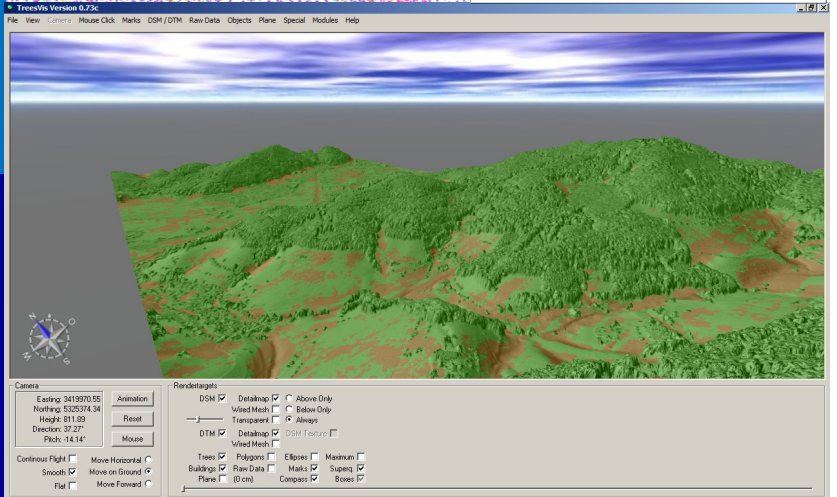 TreesVis Version 0.73c
File View Camera Mouse Click Marks DSM / DTM Raw Data Objects Plane Special Modules Help
N O S W
Camera
Easting: 3419970.55
Northing: 5325374.34
Height: 811.89
Direction: 37.27°
Pitch: -14.14°
Animation
Reset
Mouse
Continous Flight Move Horizontal
Smooth Move on Ground
Flat Move Forward
Rendertargets
DSM Detailmap Above Only
Wired Mesh Below Only
Transparent Always
DTM Detailmap DSM Texture
Wired Mesh
Trees Polygons Ellipses Maximum
Buildings Raw Data Marks Superq.
Plane (0 cm) Compass Boxes